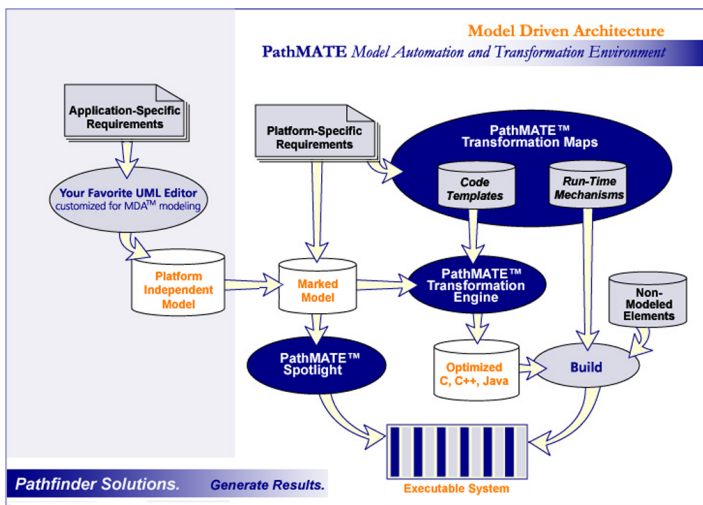 Model Driven Architecture
PathMATE Model Automation and Transformation Environment
Application-Specific
Requirements
Platform-Specific
Requirements
PathMATE™
Transformation Maps
Your Favorite UML Editor
customized for MDA™ modeling
Code
Templates
Run-Time
Mechanisms
Platform
Independent
Model
Marked
Model
PathMATE™
Transformation
Engine
Non-
Modeled
Elements
PathMATE™
Spotlight
Optimized
C, C++, Java
Build
Executable System
Pathfinder Solutions. Generate Results.